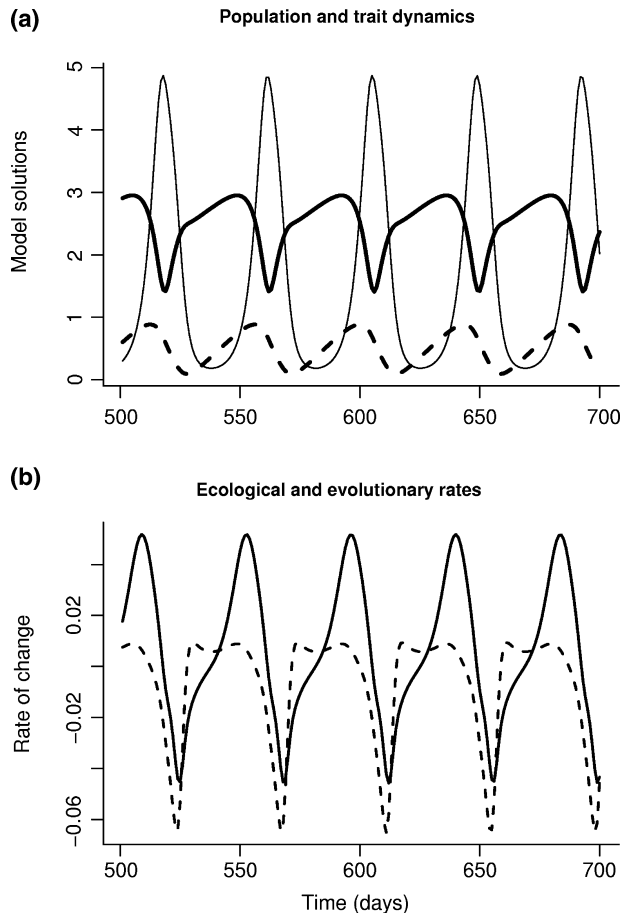 (a)
Population and trait dynamics
Model solutions
5
4
3
2
1
0
500 550 600 650 700
(b)
Ecological and evolutionary rates
Rate of change
0.02
−0.02
−0.06
500 550 600 650 700
Time (days)